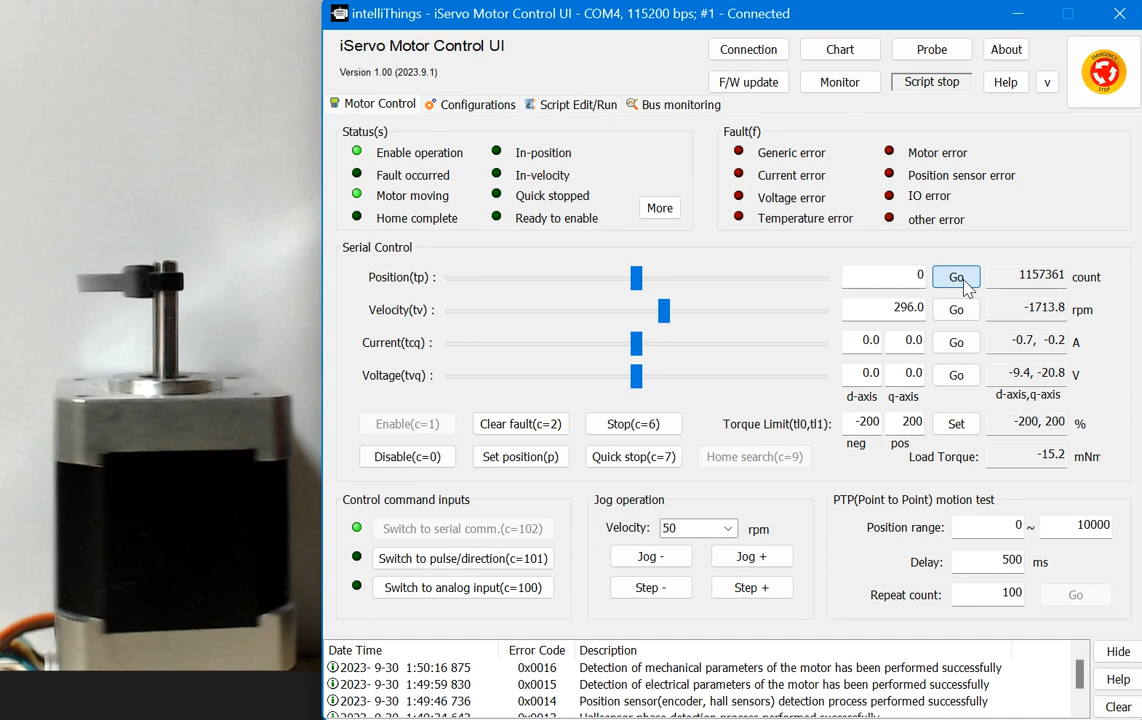 intelliThings - iServo Motor Control UI - COM4, 115200 bps; #1 - Connected
iServo Motor Control UI
Version 1.00 (2023.9.1)
Connection Chart Probe About
F/W update Monitor Script stop Help v
EMERGENCY
STOP
Motor Control Configurations Script Edit/Run Bus monitoring
Status(s) Fault(f)
Enable operation In-position Generic error Motor error
Fault occurred In-velocity Current error Position sensor error
Motor moving Quick stopped Voltage error IO error
Home complete Ready to enable More Temperature error other error
Serial Control
Position(tp) : 0 Go 1157361 count
Velocity(tv) : 296.0 Go -1713.8 rpm
Current(tcq) : 0.0 0.0 Go -0.7, -0.2 A
Voltage(tvq) : 0.0 0.0 Go -9.4, -20.8 V
d-axis q-axis d-axis,q-axis
Enable(c=1) Clear fault(c=2) Stop(c=6) Torque Limit(tl0,tl1): -200 200 Set -200, 200 %
neg pos
Disable(c=0) Set position(p) Quick stop(c=7) Home search(c=9) Load Torque: -15.2 mNm
Control command inputs Jog operation PTP(Point to Point) motion test
Switch to serial comm.(c=102) Velocity: 50 rpm Position range: 0 ~ 10000
Switch to pulse/direction(c=101) Jog - Jog + Delay: 500 ms
Switch to analog input(c=100) Step - Step + Repeat count: 100 Go
Date Time Error Code Description Hide
2023- 9-30 1:50:16 875 0x0016 Detection of mechanical parameters of the motor has been performed successfully
2023- 9-30 1:49:59 830 0x0015 Detection of electrical parameters of the motor has been performed successfully Help
2023- 9-30 1:49:46 736 0x0014 Position sensor(encoder, hall sensors) detection process performed successfully Clear